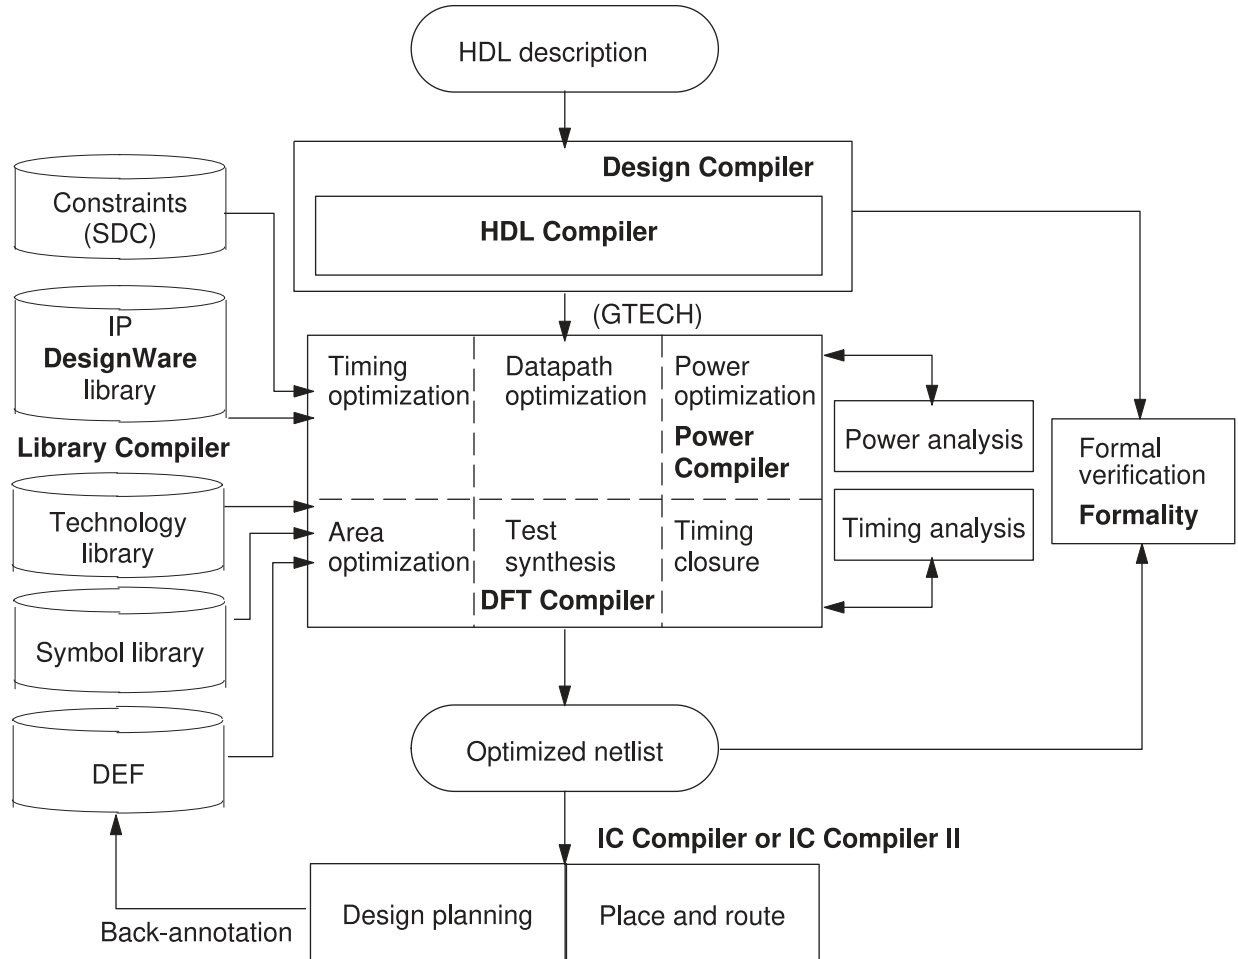 HDL description
Design Compiler
HDL Compiler
Constraints
(SDC)
(GTECH)
IP
DesignWare
library
Library Compiler
Technology
library
Symbol library
DEF
Timing
optimization
Datapath
optimization
Power
optimization
Power
Compiler
Area
optimization
Test
synthesis
DFT Compiler
Timing
closure
Power analysis
Timing analysis
Formal
verification
Formality
Optimized netlist
IC Compiler or IC Compiler II
Design planning
Place and route
Back-annotation